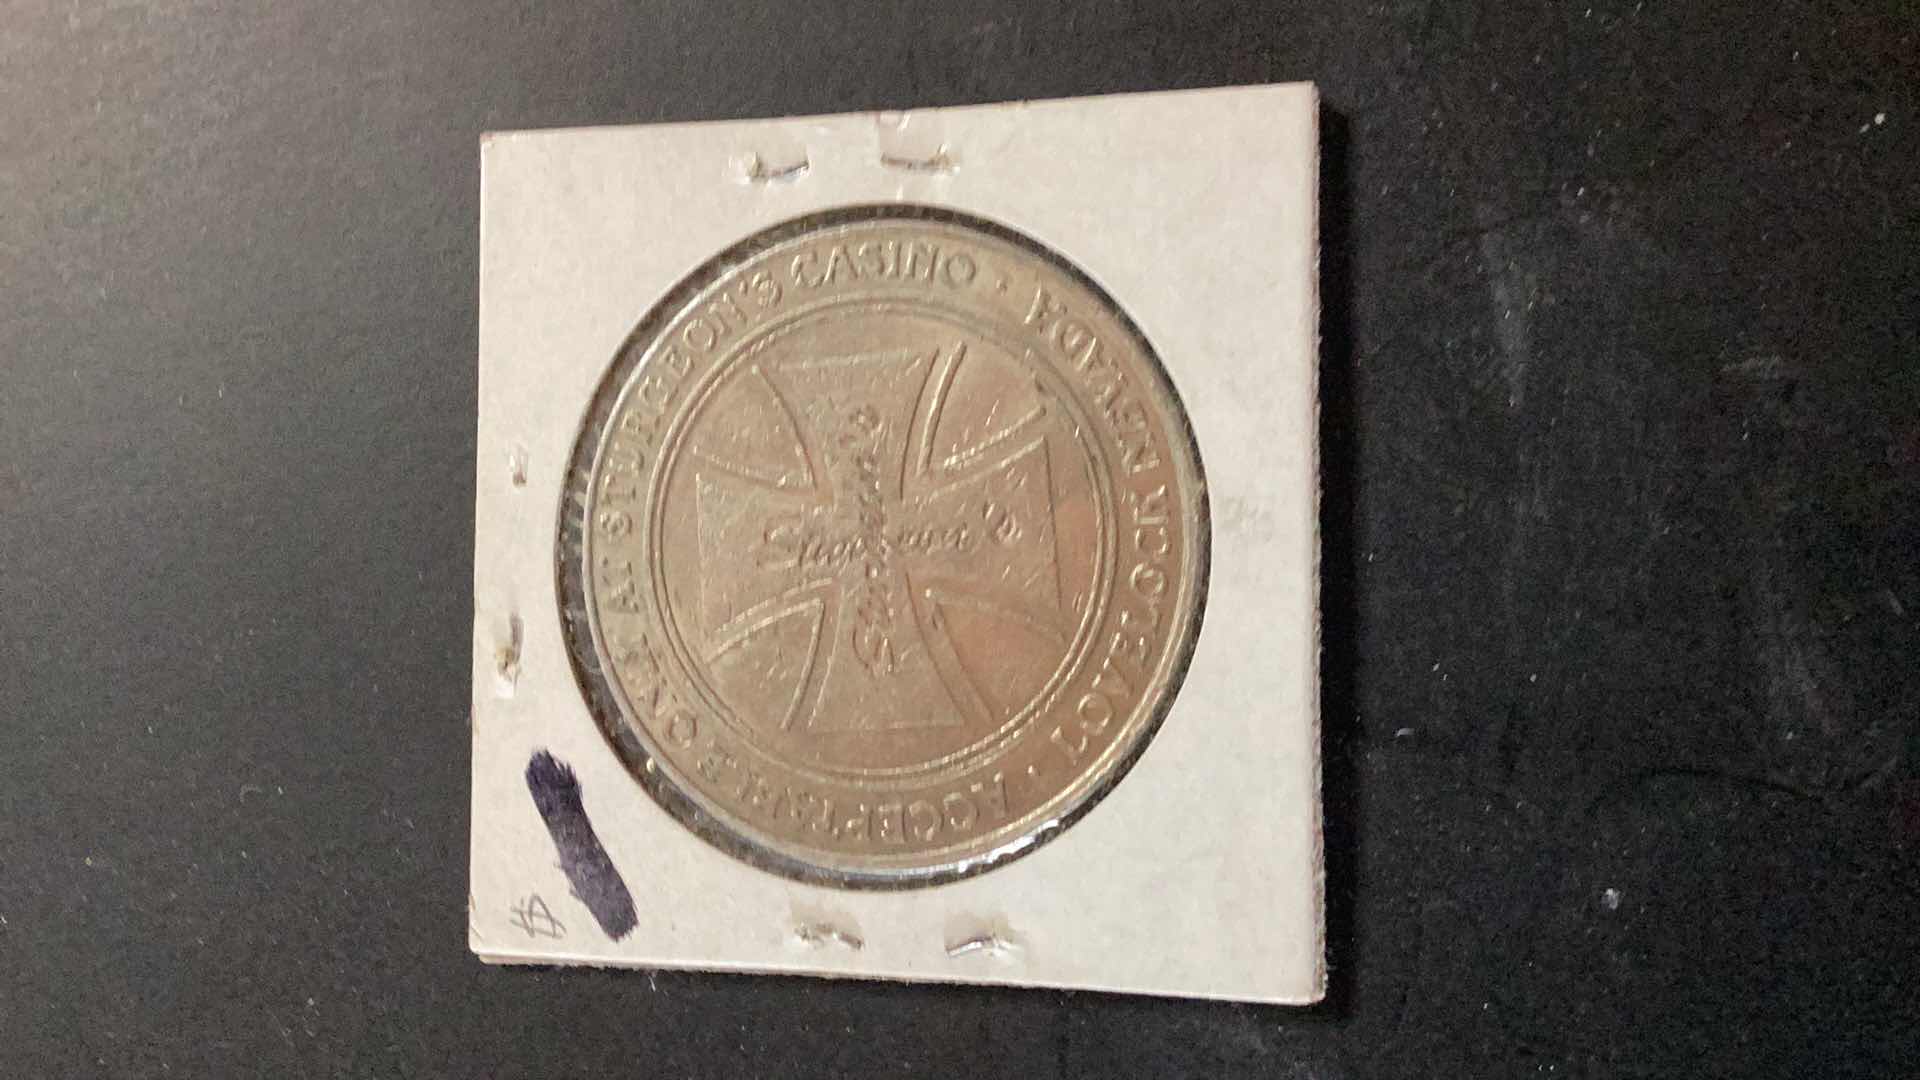 ACCEPTABLE ONLY AT STURGEON'S CASINO · LOVELOCK NEVADA ·
Sturgeon's
Sturgeon's
$